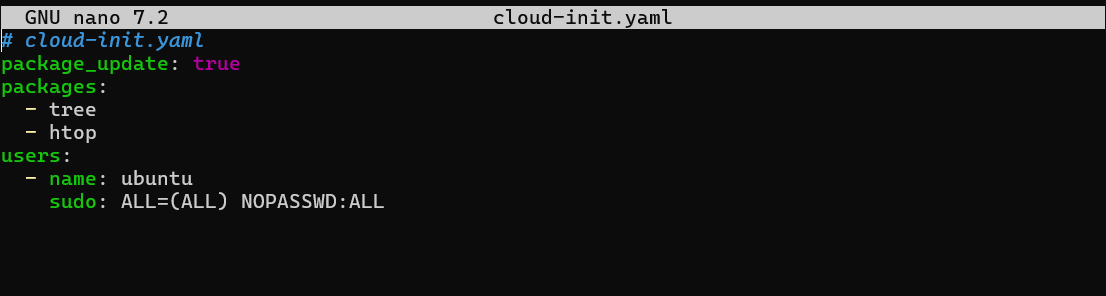 GNU nano 7.2 cloud-init.yaml
# cloud-init.yaml
package_update: true
packages:
  - tree
  - htop
users:
  - name: ubuntu
    sudo: ALL=(ALL) NOPASSWD:ALL